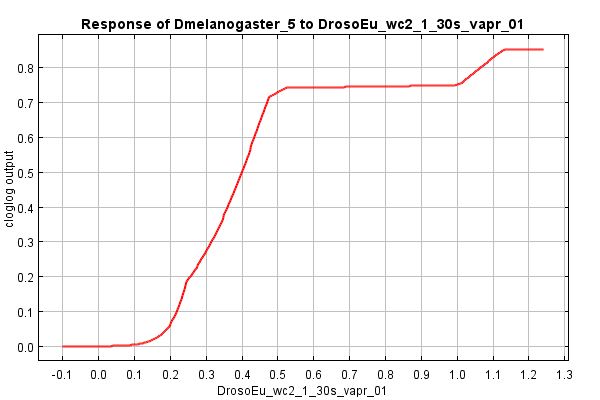 Response of Dmelanogaster_5 to DrosoEu_wc2_1_30s_vapr_01
cloglog output
0.8
0.7
0.6
0.5
0.4
0.3
0.2
0.1
0.0
-0.1 0.0 0.1 0.2 0.3 0.4 0.5 0.6 0.7 0.8 0.9 1.0 1.1 1.2 1.3
DrosoEu_wc2_1_30s_vapr_01